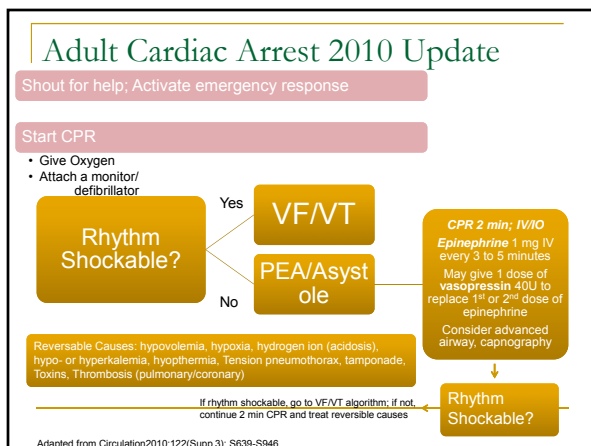 Adult Cardiac Arrest 2010 Update
Shout for help; Activate emergency response
Start CPR
• Give Oxygen
• Attach a monitor/
defibrillator
Rhythm
Shockable?
Yes
VF/VT
No
PEA/Asyst
ole
CPR 2 min; IV/IO
Epinephrine 1 mg IV
every 3 to 5 minutes
May give 1 dose of
vasopressin 40U to
replace 1st or 2nd dose of
epinephrine
Consider advanced
airway, capnography
Reversable Causes: hypovolemia, hypoxia, hydrogen ion (acidosis),
hypo- or hyperkalemia, hyopthermia, Tension pneumothorax, tamponade,
Toxins, Thrombosis (pulmonary/coronary)
Rhythm
Shockable?
If rhythm shockable, go to VF/VT algorithm; if not,
continue 2 min CPR and treat reversible causes
Adapted from Circulation2010;122(Supp 3); S639-S946